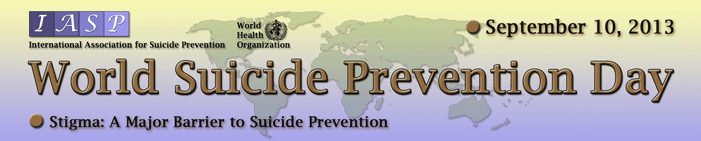 IASP
International Association for Suicide Prevention
World
Health
Organization
September 10, 2013
World Suicide Prevention Day
Stigma: A Major Barrier to Suicide Prevention